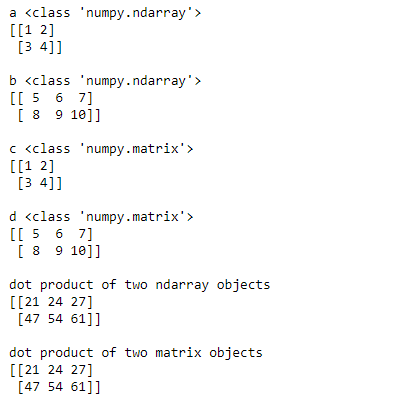 a <class 'numpy.ndarray'>
[[1 2]
 [3 4]]
b <class 'numpy.ndarray'>
[[ 5  6  7]
 [ 8  9 10]]
c <class 'numpy.matrix'>
[[1 2]
 [3 4]]
d <class 'numpy.matrix'>
[[ 5  6  7]
 [ 8  9 10]]
dot product of two ndarray objects
[[21 24 27]
 [47 54 61]]
dot product of two matrix objects
[[21 24 27]
 [47 54 61]]